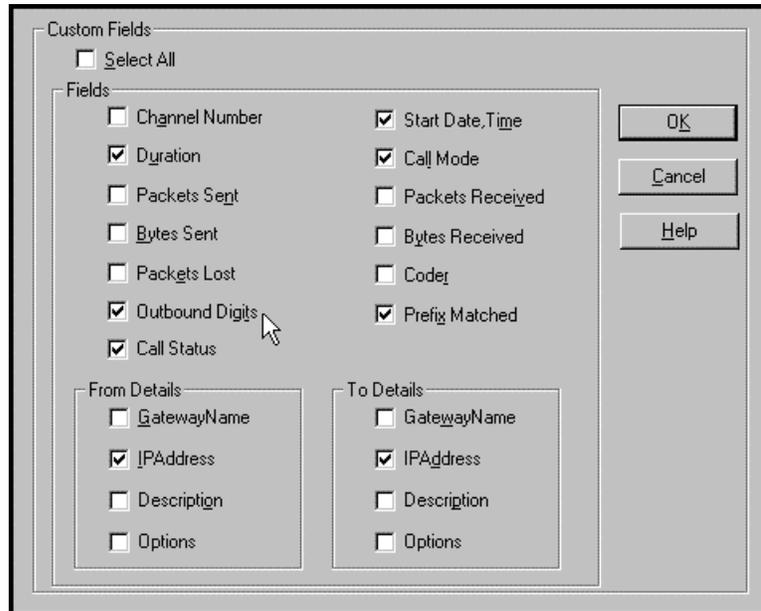 Custom Fields
Select All
Fields
Channel Number
Start Date,Time
OK
Duration
Call Mode
Cancel
Packets Sent
Packets Received
Bytes Sent
Bytes Received
Help
Packets Lost
Coder
Outbound Digits
Prefix Matched
Call Status
From Details
To Details
GatewayName
GatewayName
IPAddress
IPAddress
Description
Description
Options
Options